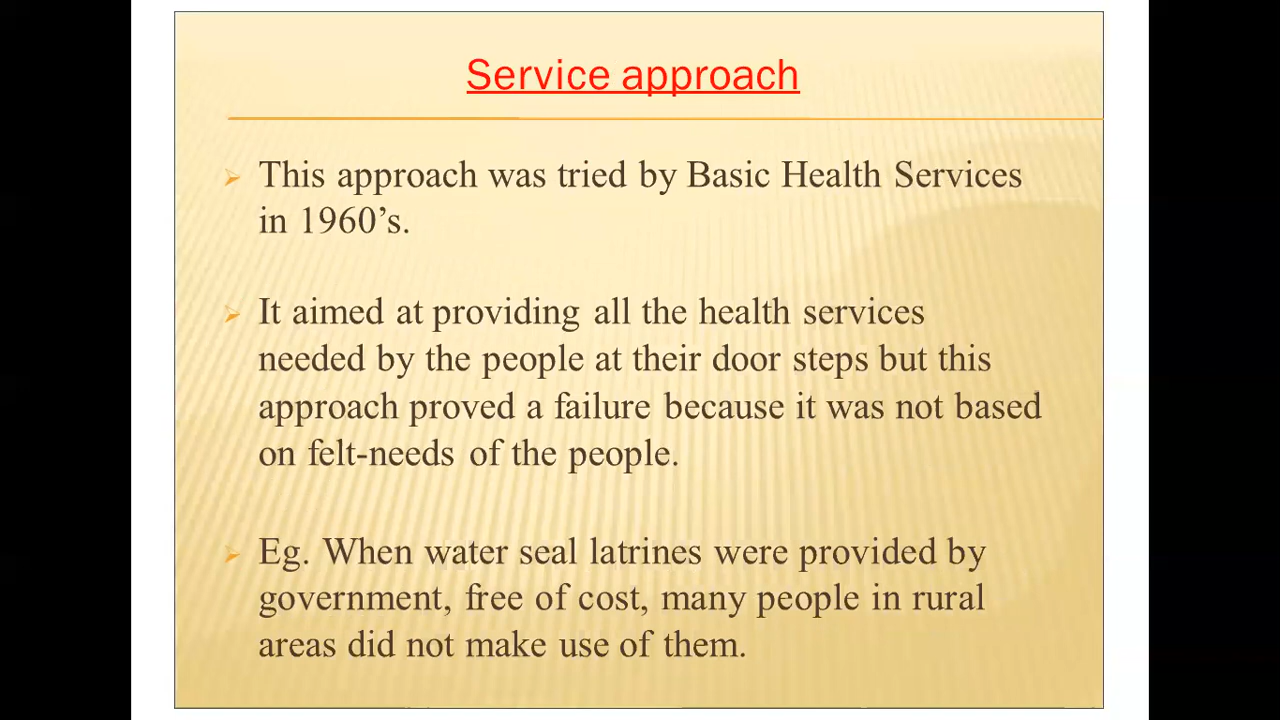 Service approach
This approach was tried by Basic Health Services
in 1960’s.
It aimed at providing all the health services
needed by the people at their door steps but this
approach proved a failure because it was not based
on felt-needs of the people.
Eg. When water seal latrines were provided by
government, free of cost, many people in rural
areas did not make use of them.